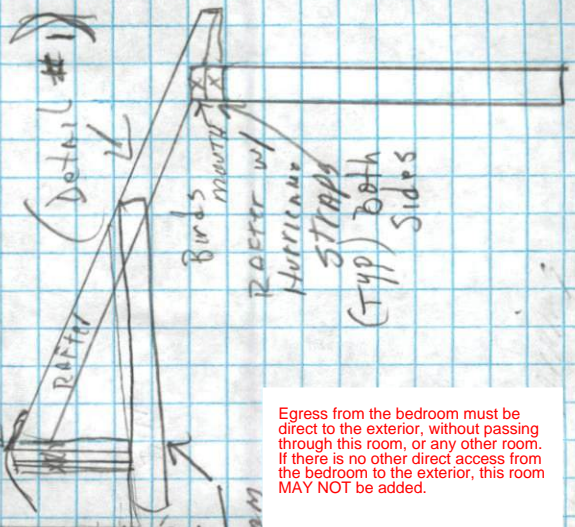 (Detail #1)
RAfter
Birds
mouth
RAfter w/
Hurricane
STRAPS
(TYP) Both
Sides
Egress from the bedroom must be
direct to the exterior, without passing
through this room, or any other room.
If there is no other direct access from
the bedroom to the exterior, this room
MAY NOT be added.